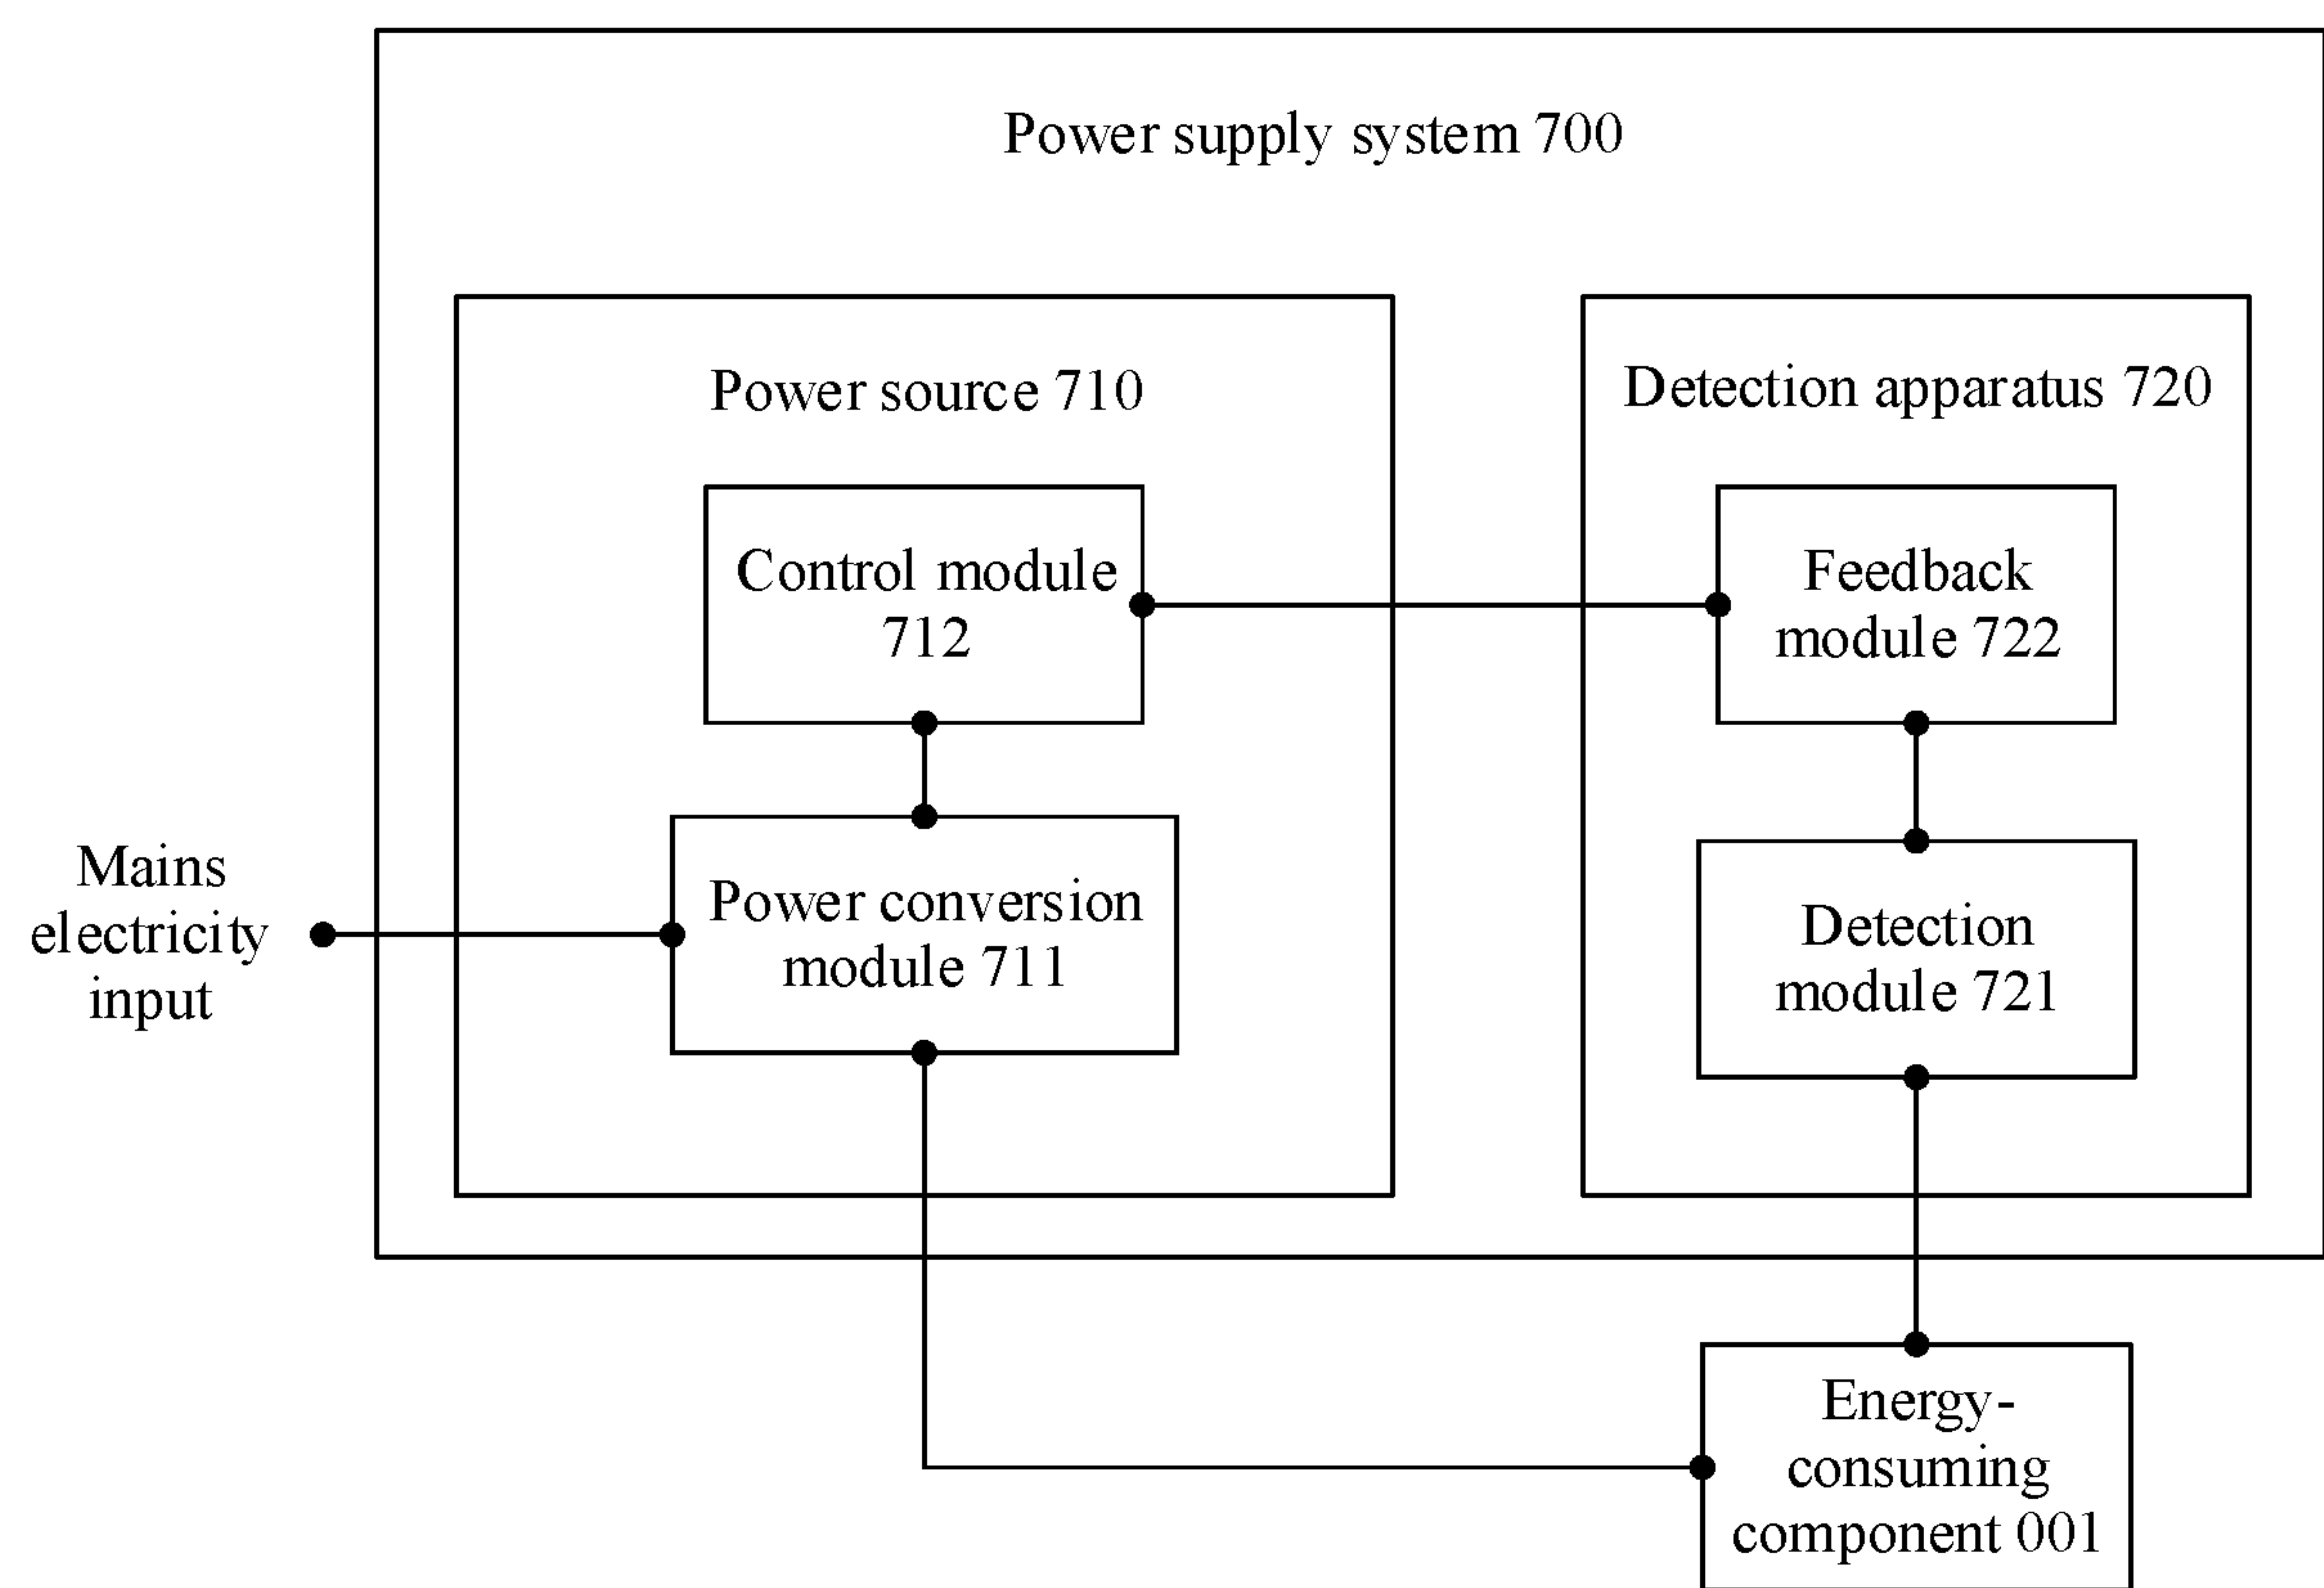 Power supply system 700
Power source 710
Detection apparatus 720
Control module
712
Feedback
module 722
Mains
electricity
input
Power conversion
module 711
Detection
module 721
Energy-
consuming
component 001